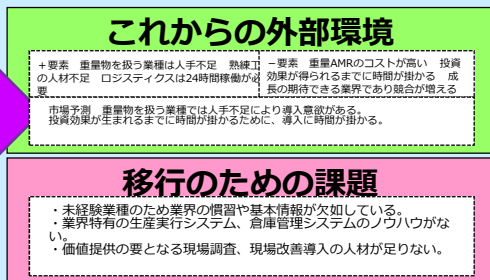 これからの外部環境
+要素　重量物を扱う業種は人手不足　熟練工
の人材不足　ロジスティクスは24時間稼働が必
要
−要素　重量AMRのコストが高い　投資
効果が得られるまでに時間が掛かる　成
長の期待できる業界であり競合が増える
市場予測　重量物を扱う業種では人手不足により導入意欲がある。
投資効果が生まれるまでに時間が掛かるために、導入に時間が掛かる。
移行のための課題
・未経験業種のため業界の慣習や基本情報が欠如している。
・業界特有の生産実行システム、倉庫管理システムのノウハウがな
い。
・価値提供の要となる現場調査、現場改善導入の人材が足りない。